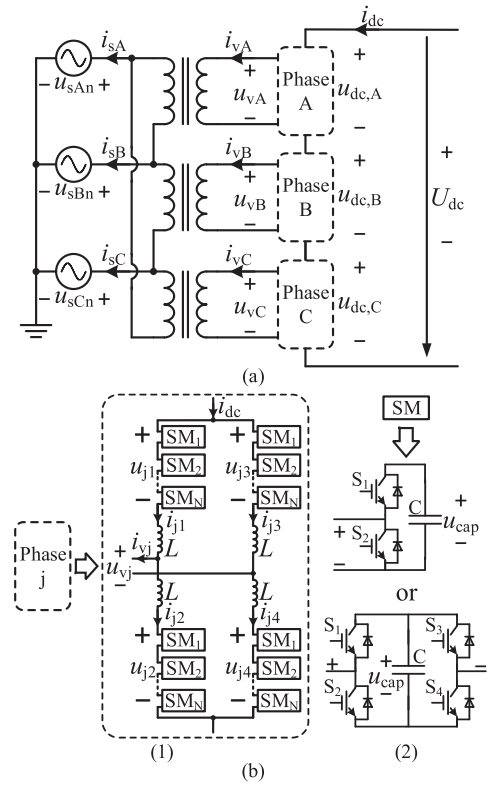 i_dc
i_sA i_vA
− u_sAn + + u_vA − Phase A + u_dc,A −
i_sB i_vB
− u_sBn + + u_vB − Phase B + u_dc,B − + U_dc −
i_sC i_vC
− u_sCn + + u_vC − Phase C + u_dc,C −
(a)
i_dc SM
+ SM_1 + SM_1
u_j1 SM_2 u_j3 SM_2 S_1 C + u_cap −
− SM_N − SM_N + S_2 −
i_j1 i_j3
Phase j i_vj L L
+ u_vj − or
L L
i_j2 i_j4 S_1 S_3
+ SM_1 + SM_1 + + C −
u_j2 SM_2 u_j4 SM_2 u_cap
− SM_N − SM_N S_2 − S_4
(1) (2)
(b)